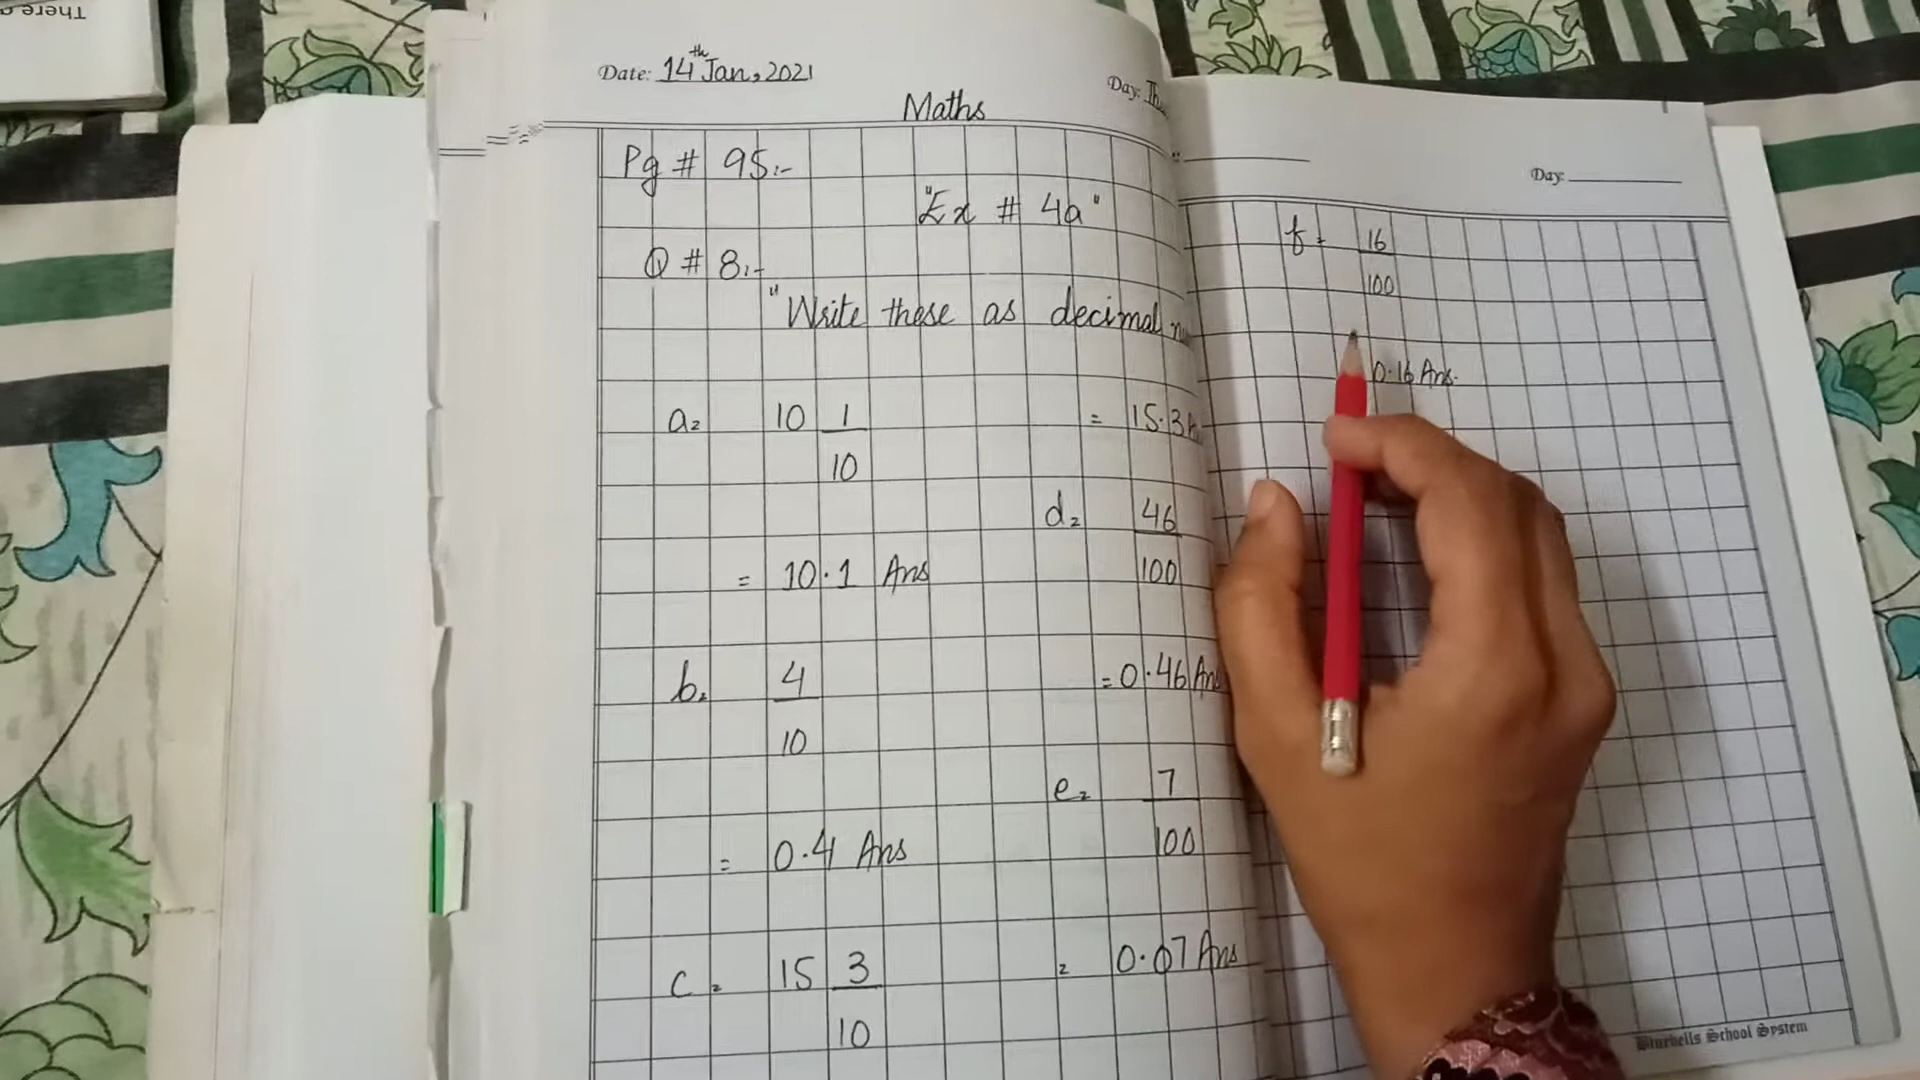 There
Date: 14th Jan, 2021
Day:
Maths
Pg # 95:-
"Ex # 4a"
Q # 8:-
"Write these as decimal
a= 10 1/10
= 10.1 Ans
b= 4/10
= 0.4 Ans
c= 15 3/10
= 15.3
d= 46/100
= 0.46 Ans
e= 7/100
= 0.07 Ans
Day:
f= 16/100
0.16 Ans.
Bluebells School System